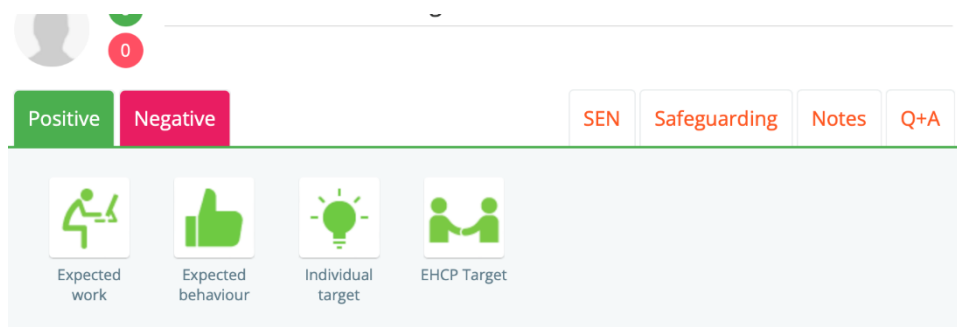 0
Positive Negative SEN Safeguarding Notes Q+A
Expected work
Expected behaviour
Individual target
EHCP Target